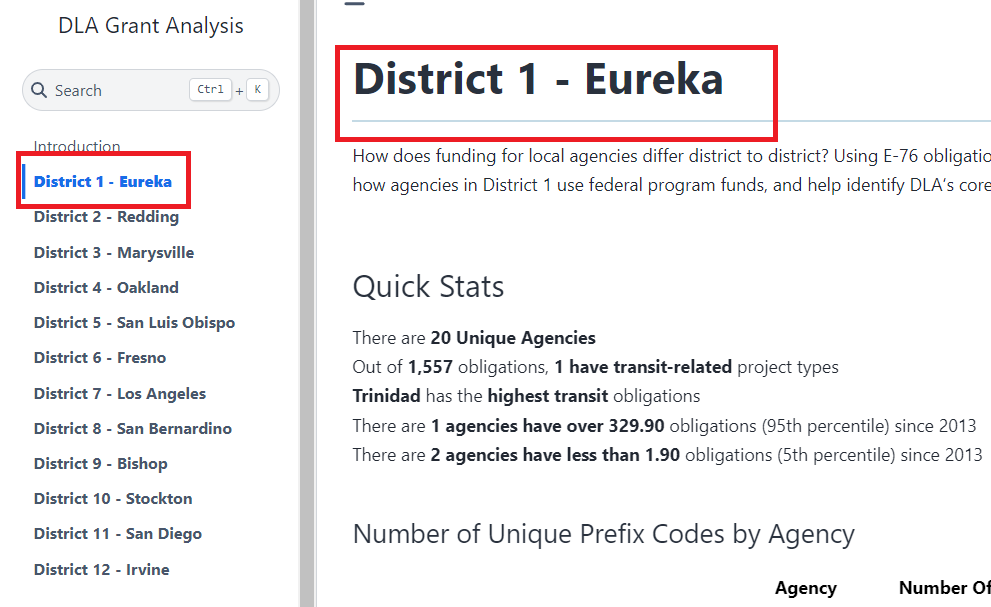 DLA Grant Analysis
Search Ctrl + K
Introduction
District 1 - Eureka
District 2 - Redding
District 3 - Marysville
District 4 - Oakland
District 5 - San Luis Obispo
District 6 - Fresno
District 7 - Los Angeles
District 8 - San Bernardino
District 9 - Bishop
District 10 - Stockton
District 11 - San Diego
District 12 - Irvine
District 1 - Eureka
How does funding for local agencies differ district to district? Using E-76 obligatio
how agencies in District 1 use federal program funds, and help identify DLA's core
Quick Stats
There are 20 Unique Agencies
Out of 1,557 obligations, 1 have transit-related project types
Trinidad has the highest transit obligations
There are 1 agencies have over 329.90 obligations (95th percentile) since 2013
There are 2 agencies have less than 1.90 obligations (5th percentile) since 2013
Number of Unique Prefix Codes by Agency
Agency Number Of